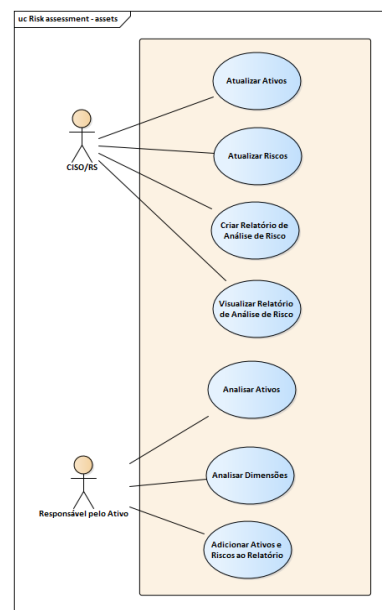 uc Risk assessment - assets
Atualizar Ativos
CISO/RS
Atualizar Riscos
Criar Relatório de
Análise de Risco
Visualizar Relatório
de Análise de Risco
Analisar Ativos
Analisar Dimensões
Responsável pelo Ativo
Adicionar Ativos e
Riscos ao Relatório